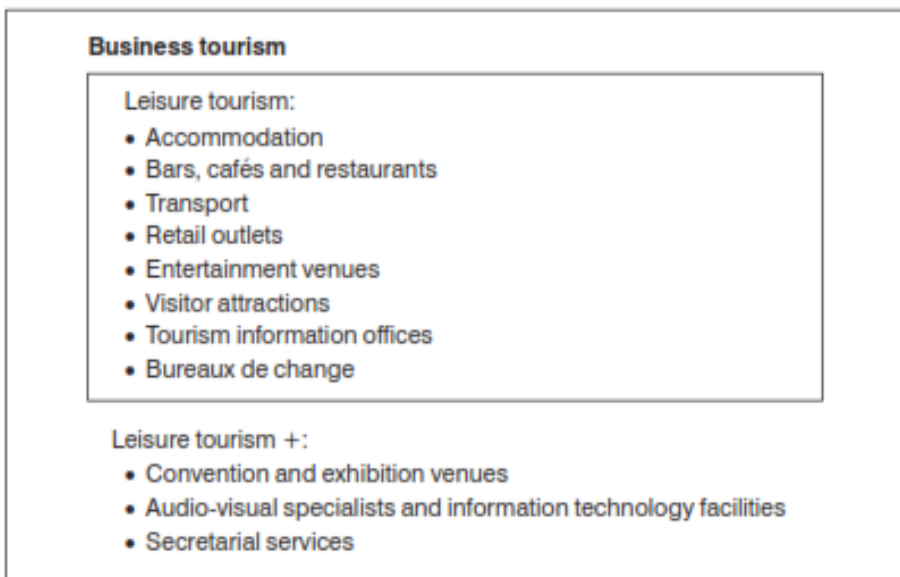 Business tourism
Leisure tourism:
• Accommodation
• Bars, cafés and restaurants
• Transport
• Retail outlets
• Entertainment venues
• Visitor attractions
• Tourism information offices
• Bureaux de change
Leisure tourism +:
• Convention and exhibition venues
• Audio-visual specialists and information technology facilities
• Secretarial services